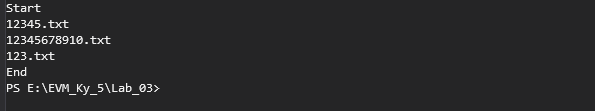 Start
12345.txt
12345678910.txt
123.txt
End
PS E:\EVM_Ky_5\Lab_03>